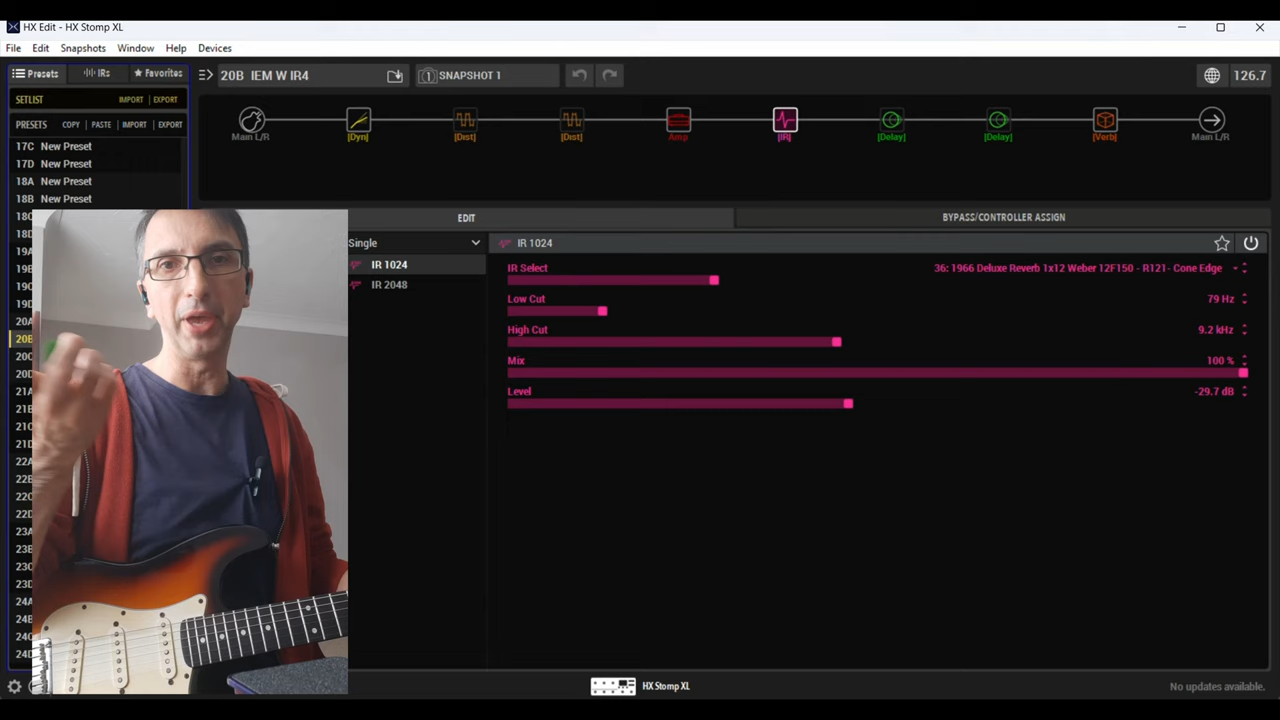 HX Edit - HX Stomp XL
File Edit Snapshots Window Help Devices
Presets IRs Favorites
20B IEM W IR4
1 SNAPSHOT 1
126.7
SETLIST IMPORT EXPORT
PRESETS COPY PASTE IMPORT EXPORT
Main L/R [Dyn] [Dist] [Dist] Amp [IR] [Delay] [Delay] [Verb] Main L/R
17C New Preset
17D New Preset
18A New Preset
18B New Preset
20B
EDIT
BYPASS/CONTROLLER ASSIGN
Single
IR 1024
IR 2048
IR 1024
IR Select 36: 1966 Deluxe Reverb 1x12 Weber 12F150 - R121- Cone Edge
Low Cut 79 Hz
High Cut 9.2 kHz
Mix 100 %
Level -29.7 dB
HX Stomp XL
No updates available.